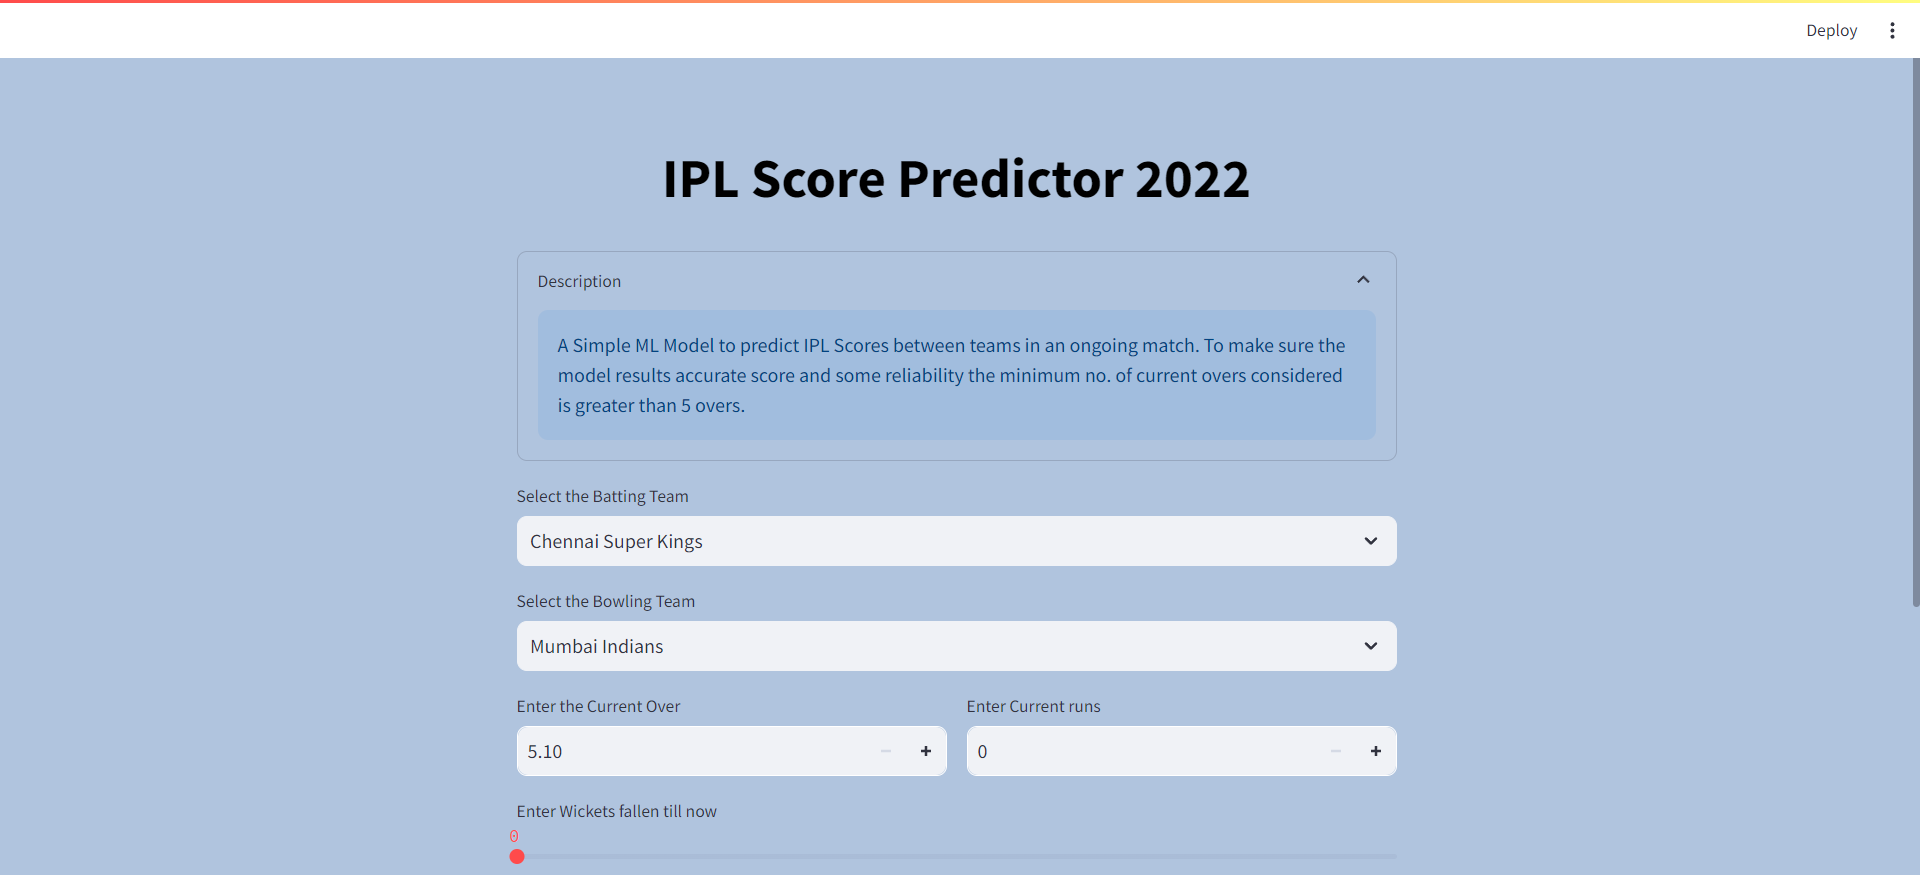 Deploy
IPL Score Predictor 2022
Description
A Simple ML Model to predict IPL Scores between teams in an ongoing match. To make sure the
model results accurate score and some reliability the minimum no. of current overs considered
is greater than 5 overs.
Select the Batting Team
Chennai Super Kings
Select the Bowling Team
Mumbai Indians
Enter the Current Over
Enter Current runs
5.10
0
Enter Wickets fallen till now
0